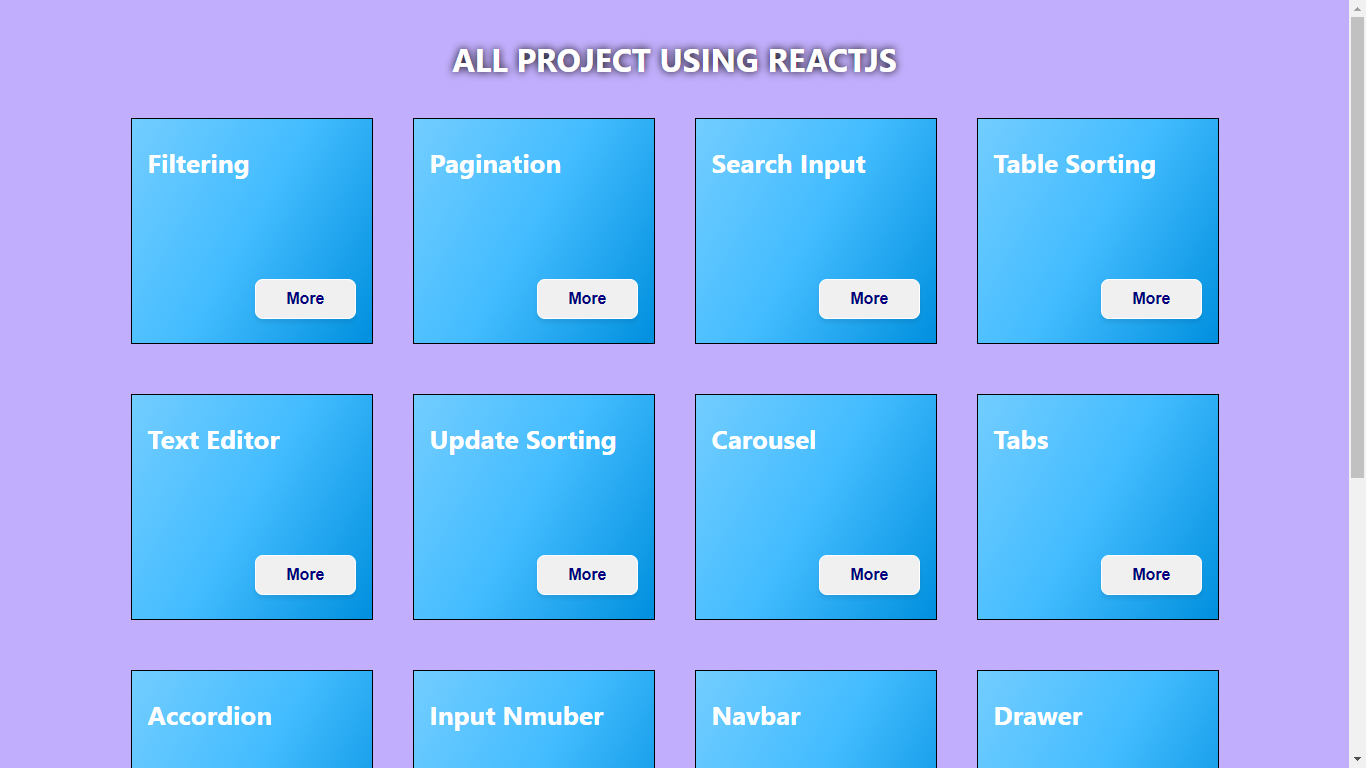 ALL PROJECT USING REACTJS
Filtering
Pagination
Search Input
Table Sorting
More
More
More
More
Text Editor
Update Sorting
Carousel
Tabs
More
More
More
More
Accordion
Input Nmuber
Navbar
Drawer